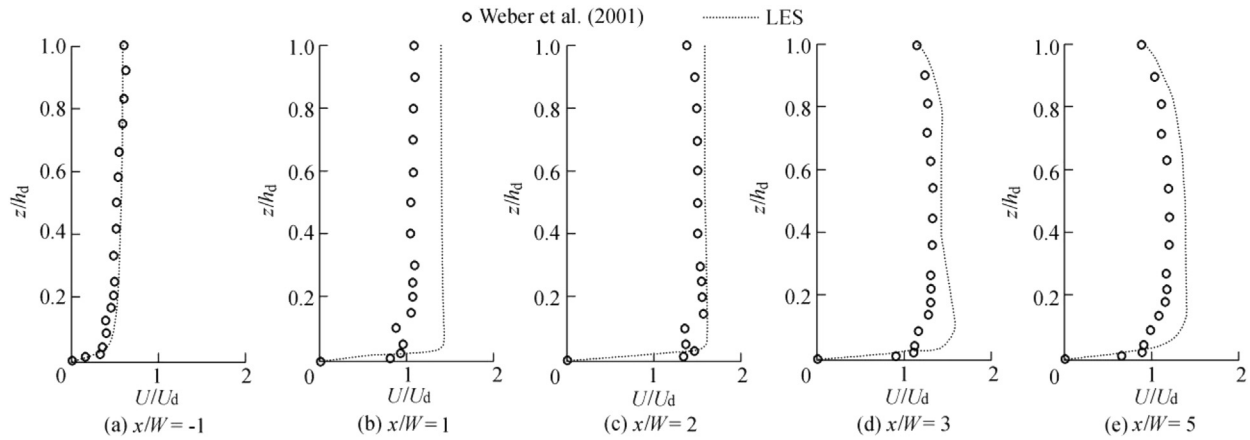 Weber et al. (2001) LES
1.0 1.0 1.0 1.0 1.0
0.8 0.8 0.8 0.8 0.8
0.6 0.6 0.6 0.6 0.6
z/hd z/hd z/hd z/hd z/hd
0.4 0.4 0.4 0.4 0.4
0.2 0.2 0.2 0.2 0.2
0 1 2 0 1 2 0 1 2 0 1 2 0 1 2
U/Ud U/Ud U/Ud U/Ud U/Ud
(a) x/W = -1 (b) x/W = 1 (c) x/W = 2 (d) x/W = 3 (e) x/W = 5